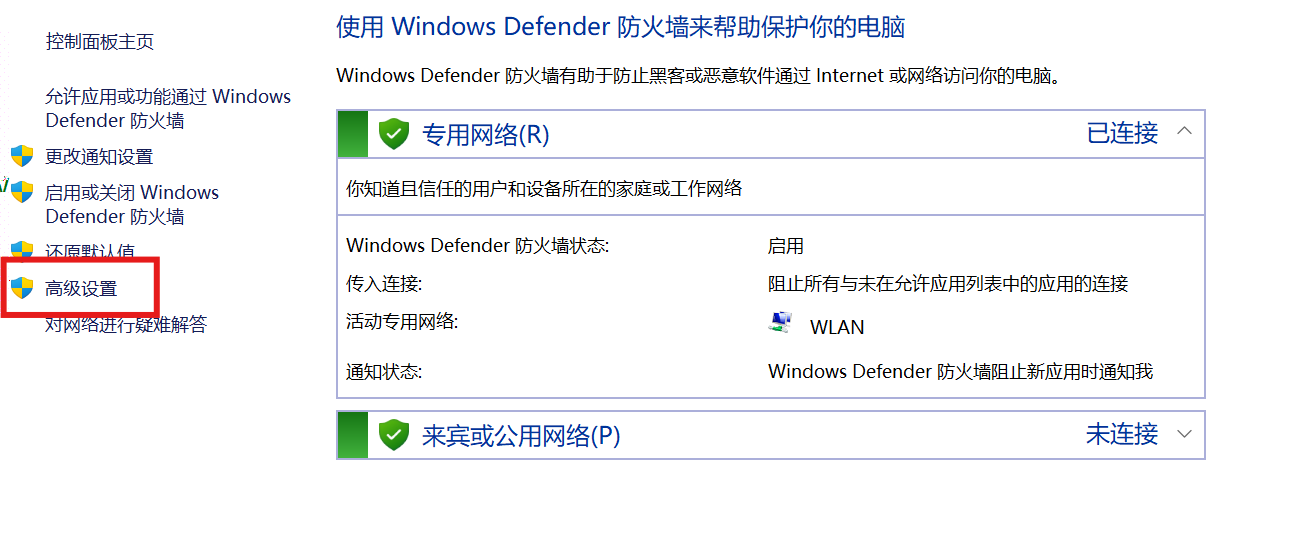 控制面板主页
允许应用或功能通过 Windows
Defender 防火墙
更改通知设置
启用或关闭 Windows
Defender 防火墙
还原默认值
高级设置
对网络进行疑难解答
使用 Windows Defender 防火墙来帮助保护你的电脑
Windows Defender 防火墙有助于防止黑客或恶意软件通过 Internet 或网络访问你的电脑。
专用网络(R) 已连接
你知道且信任的用户和设备所在的家庭或工作网络
Windows Defender 防火墙状态: 启用
传入连接: 阻止所有与未在允许应用列表中的应用的连接
活动专用网络: WLAN
通知状态: Windows Defender 防火墙阻止新应用时通知我
来宾或公用网络(P) 未连接